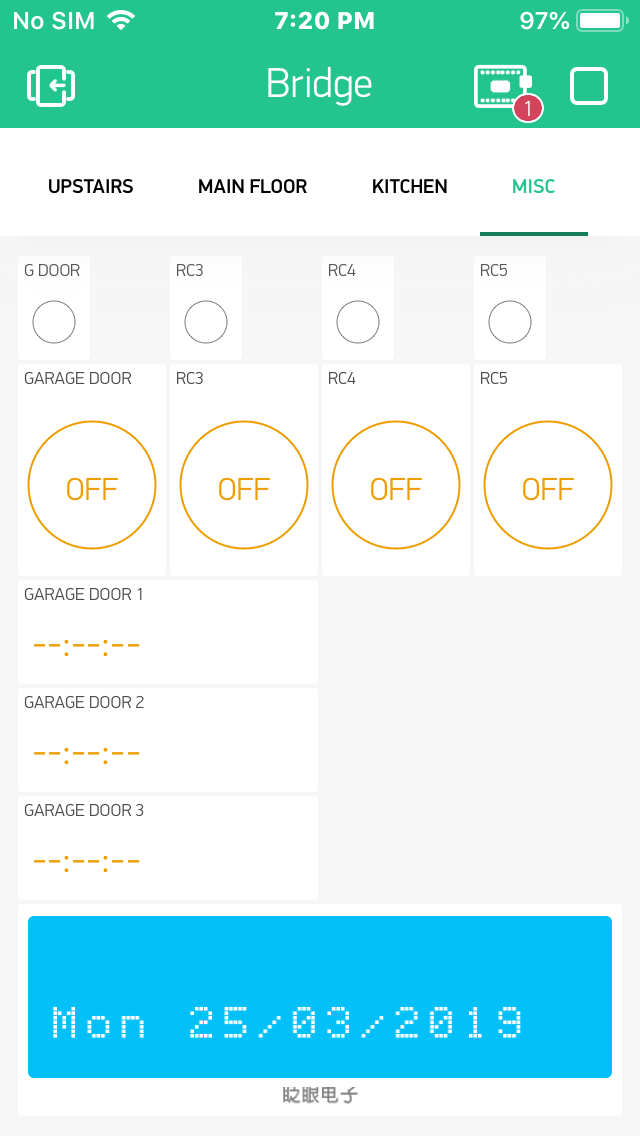 No SIM 7:20 PM 97%
Bridge 1
UPSTAIRS MAIN FLOOR KITCHEN MISC
G DOOR RC3 RC4 RC5
GARAGE DOOR RC3 RC4 RC5
OFF OFF OFF OFF
GARAGE DOOR 1
--:--:--
GARAGE DOOR 2
--:--:--
GARAGE DOOR 3
--:--:--
Mon 25/03/2019
眨眼电子